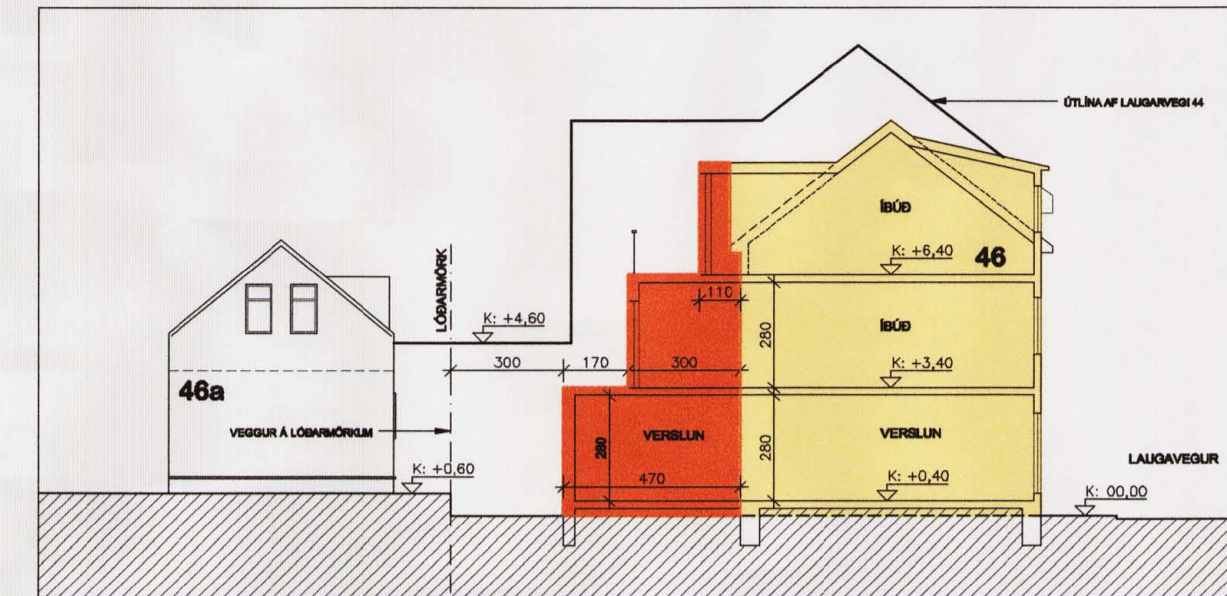 ÚTLÍNA AF LAUGARVEGI 44
ÍBÚÐ
K: +6,40
46
LÓÐARMÖRK
110
K: +4,60
280
ÍBÚÐ
300
170
300
K: +3,40
46a
VEGGUR Á LÓÐARMÖRKUM
280
VERSLUN
280
VERSLUN
LAUGAVEGUR
K: +0,60
470
K: +0,40
K: 00,00